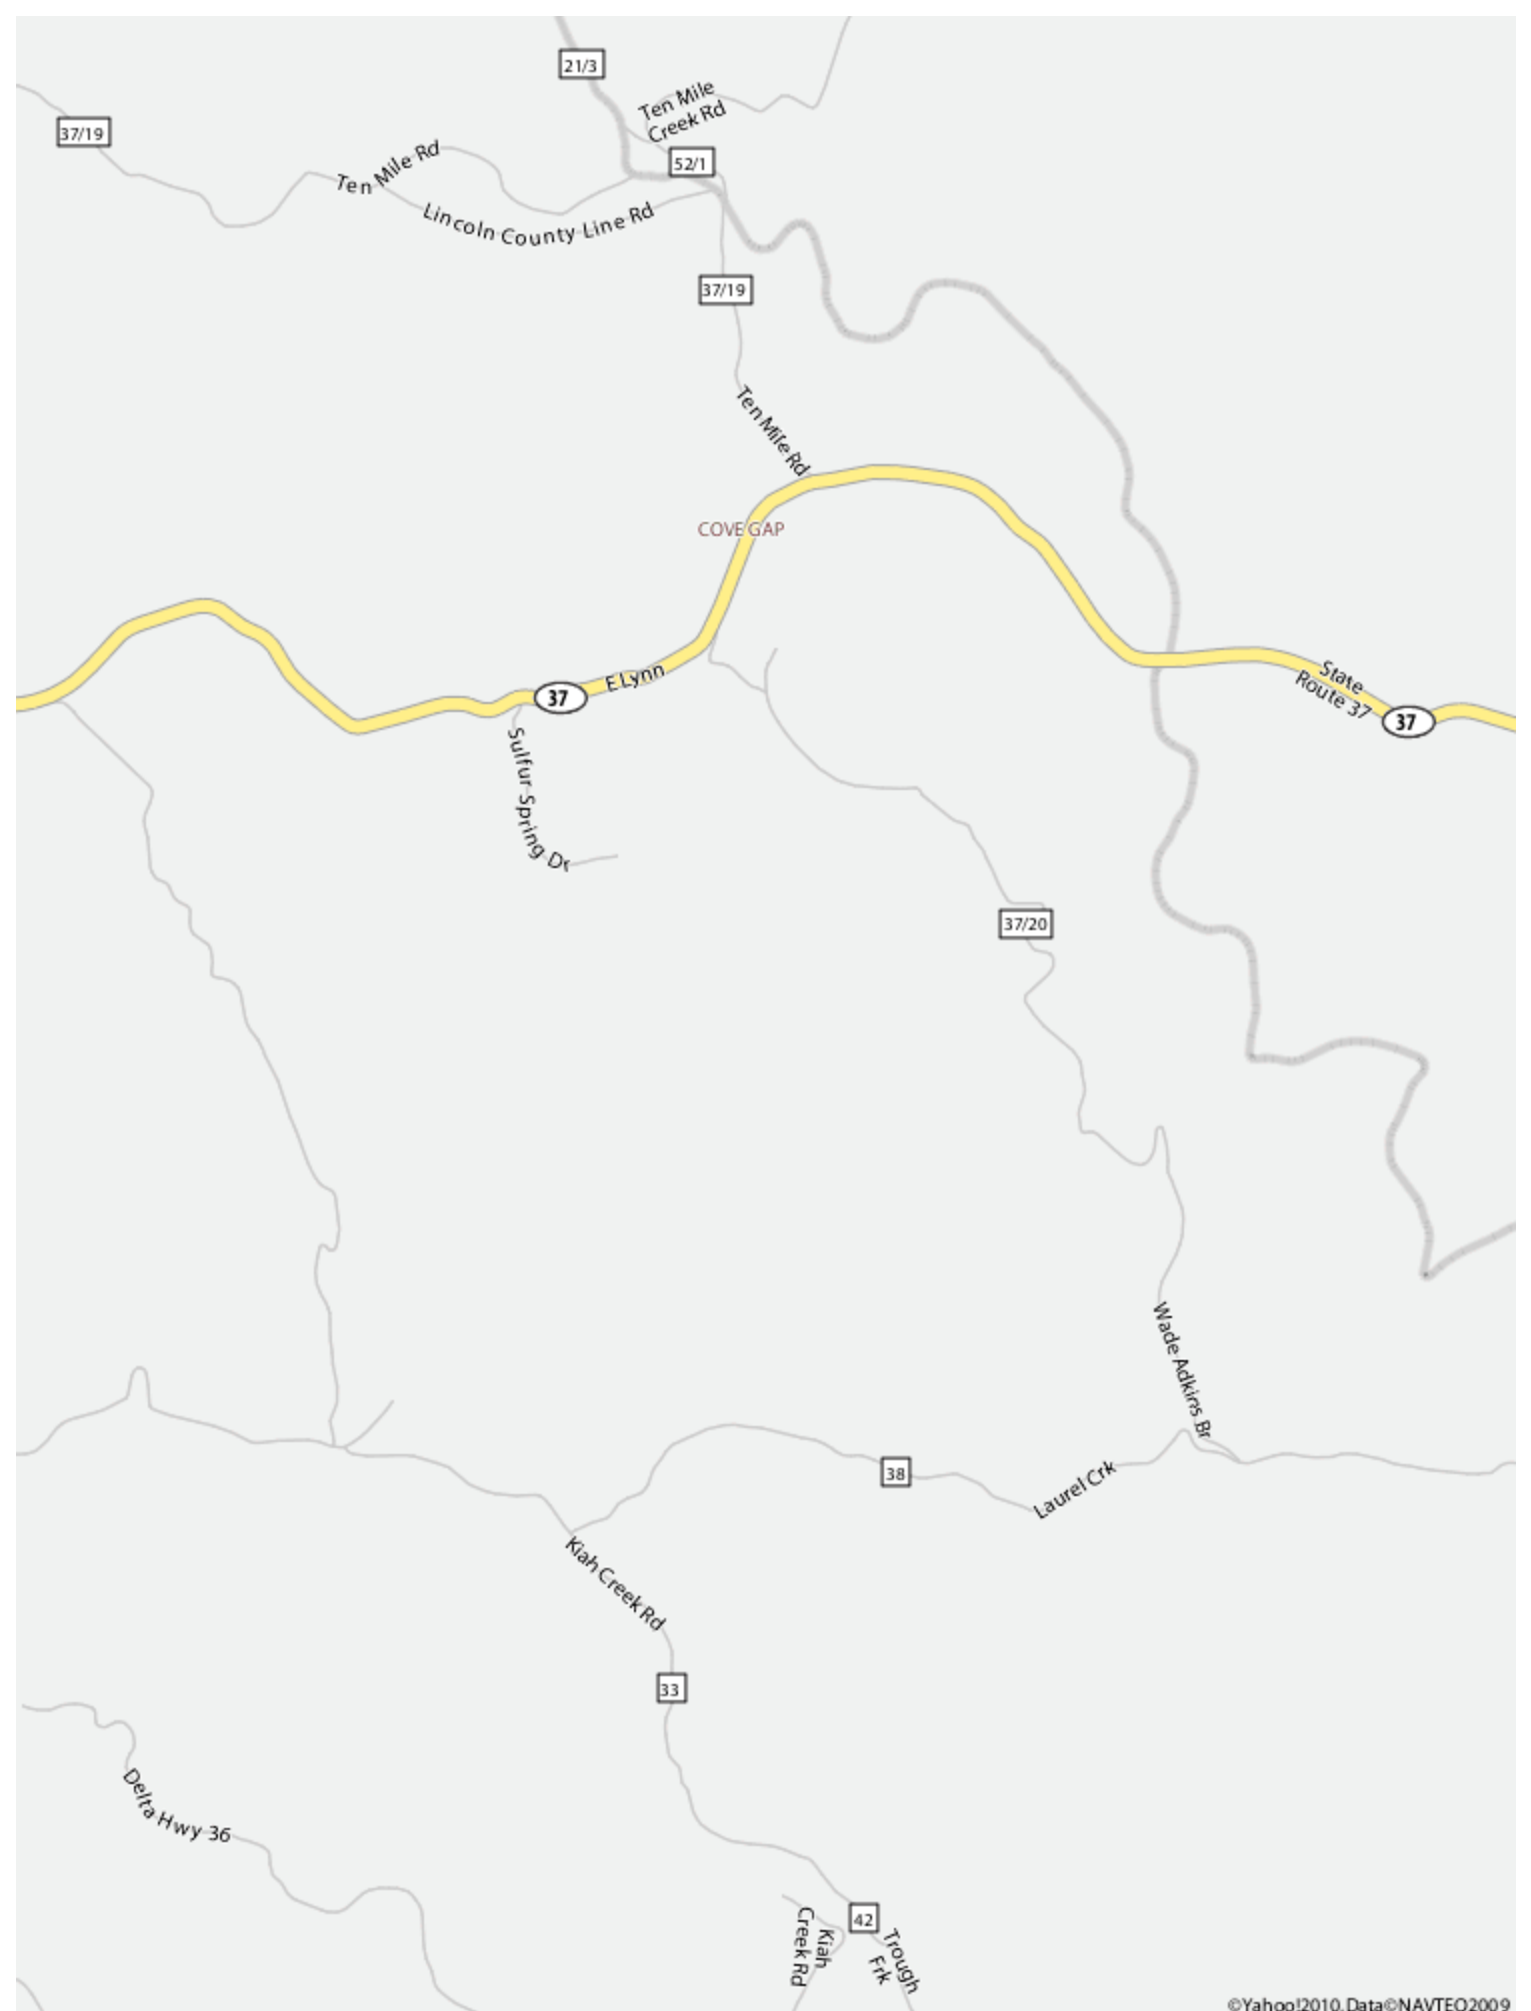 21/3
Ten Mile
Creek Rd
37/19
Ten Mile Rd
52/1
Lincoln County Line Rd
37/19
Ten Mile Rd
COVE GAP
E Lynn
37
State
Route 37
37
Sulfur Spring Dr
37/20
Wade Adkins Br
38
Laurel Crk
Kiah Creek Rd
33
Delta Hwy 36
42
Kiah
Creek Rd
Trough
Frk
©Yahoo!2010, Data©NAVTEQ2009